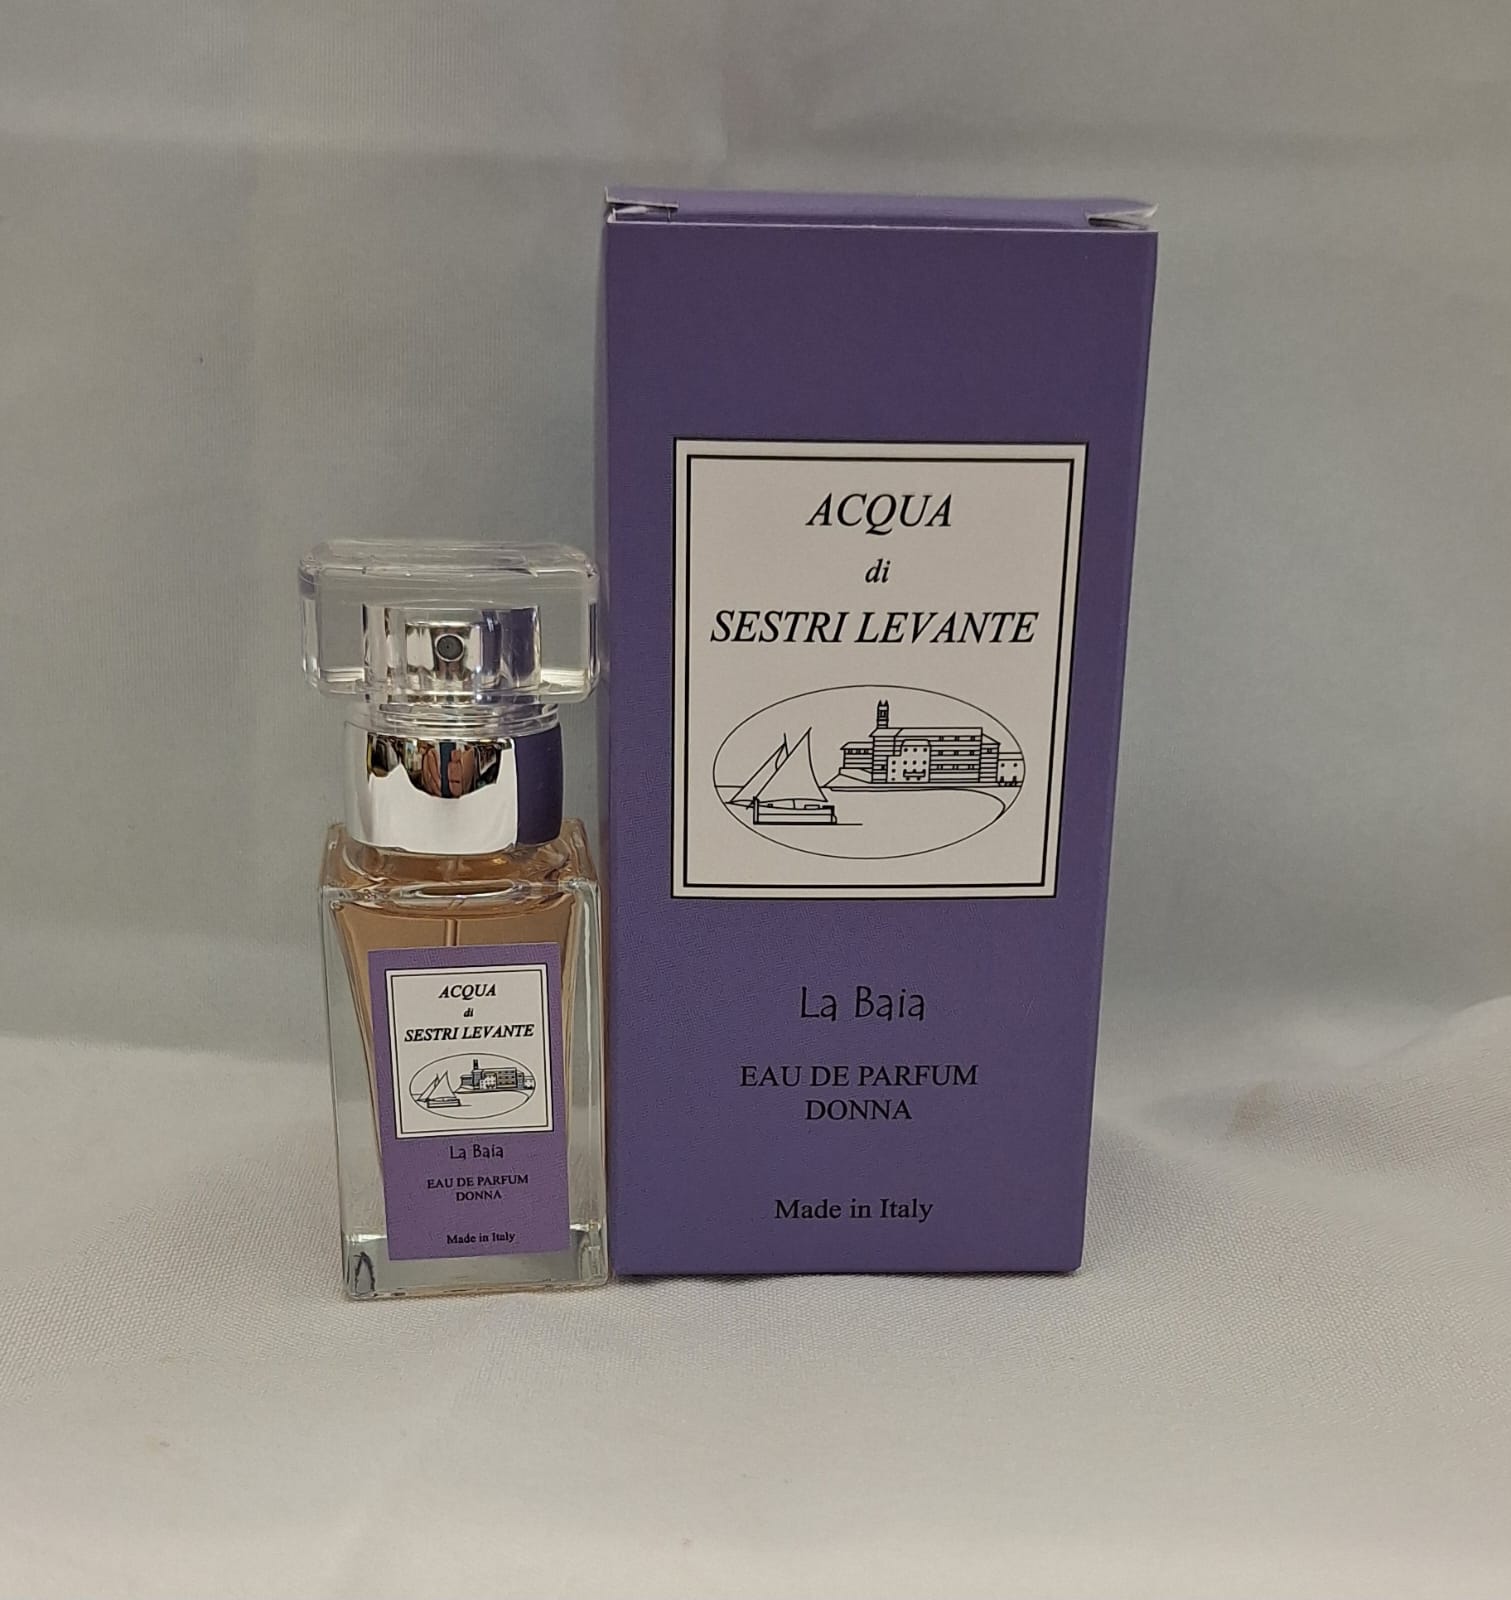 ACQUA
di
SESTRI LEVANTE
La Baia
EAU DE PARFUM
DONNA
Made in Italy
ACQUA
di
SESTRI LEVANTE
La Baia
EAU DE PARFUM
DONNA
Made in Italy